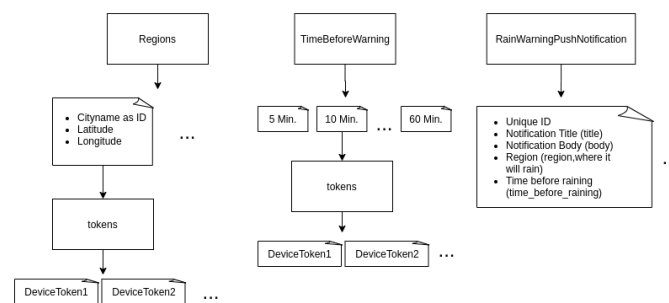 Regions
TimeBeforeWarning
RainWarningPushNotification
Cityname as ID
Latitude
Longitude
...
5 Min.
10 Min.
...
60 Min.
Unique ID
Notification Title (title)
Notification Body (body)
Region (region,where it
will rain)
Time before raining
(time_before_raining)
tokens
tokens
DeviceToken1
DeviceToken2
...
DeviceToken1
DeviceToken2
...